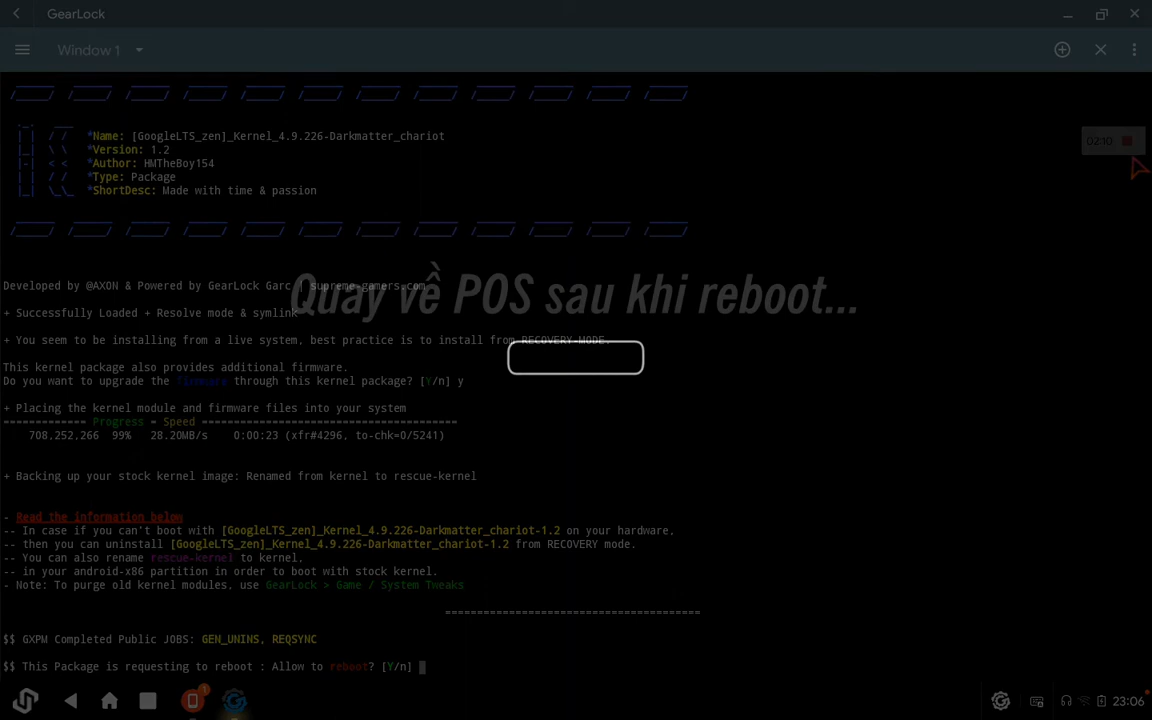 GearLock
Window 1
*Name: [GoogleLTS_zen]_Kernel_4.9.226-Darkmatter_chariot
*Version: 1.2
*Author: HMTheBoy154
*Type: Package
*ShortDesc: Made with time & passion
02:10
Quay về POS sau khi reboot...
Developed by @AXON & Powered by GearLock Garc | supreme-gamers.com
+ Successfully Loaded + Resolve mode & symlink
+ You seem to be installing from a live system, best practice is to install from RECOVERY MODE.
This kernel package also provides additional firmware.
Do you want to upgrade the firmware through this kernel package? [Y/n] y
+ Placing the kernel module and firmware files into your system
============= Progress = Speed ========================================
708,252,266 99% 28.20MB/s 0:00:23 (xfr#4296, to-chk=0/5241)
+ Backing up your stock kernel image: Renamed from kernel to rescue-kernel
- Read the information below
-- In case if you can't boot with [GoogleLTS_zen]_Kernel_4.9.226-Darkmatter_chariot-1.2 on your hardware,
-- then you can uninstall [GoogleLTS_zen]_Kernel_4.9.226-Darkmatter_chariot-1.2 from RECOVERY mode.
-- You can also rename rescue-kernel to kernel,
-- in your android-x86 partition in order to boot with stock kernel.
- Note: To purge old kernel modules, use GearLock > Game / System Tweaks
========================================
$$ GXPM Completed Public JOBS: GEN_UNINS, REQSYNC
$$ This Package is requesting to reboot : Allow to reboot? [Y/n]
1
23:06